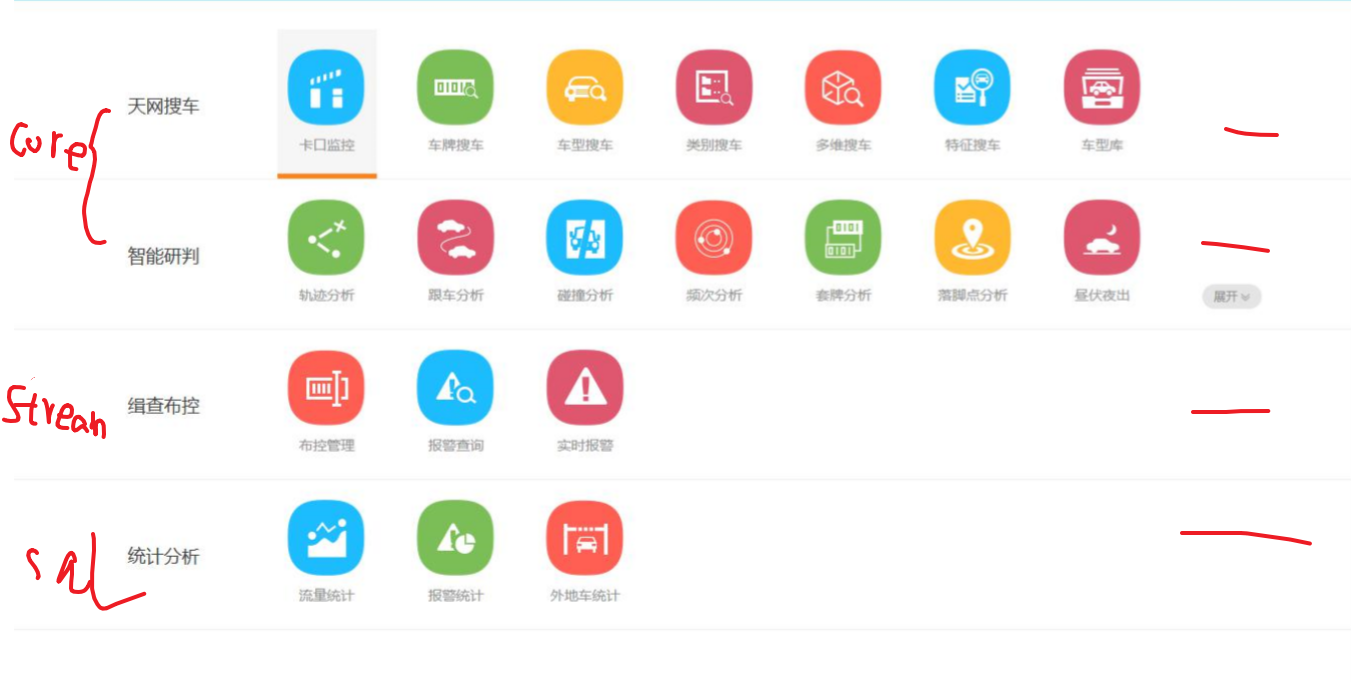 天网搜车
卡口监控 车牌搜车 车型搜车 类别搜车 多维搜车 特征搜车 车型库
Core
智能研判
轨迹分析 跟车分析 碰撞分析 频次分析 套牌分析 落脚点分析 昼伏夜出 展开
Stream
缉查布控
布控管理 报警查询 实时报警
sql
统计分析
流量统计 报警统计 外地车统计